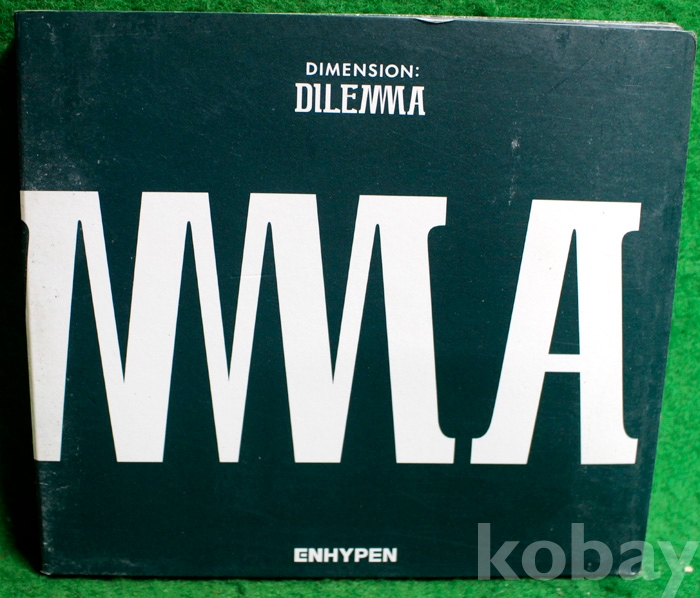 DIMENSION:
DILEMMA
MMA
ENHYPEN
kobay